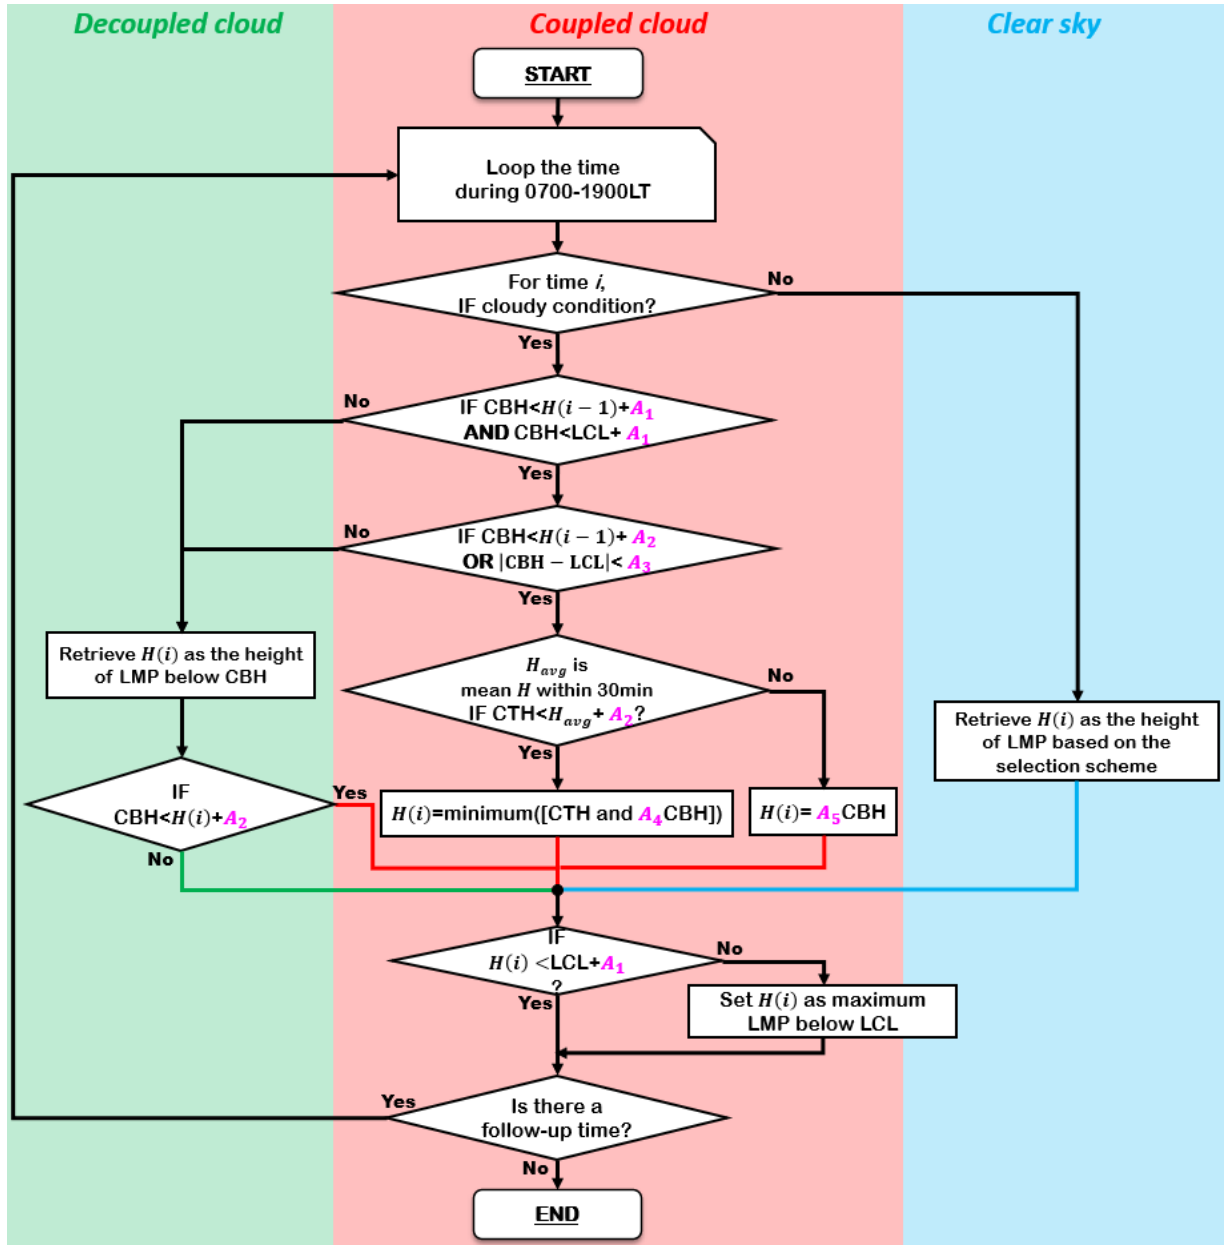 Decoupled cloud
Coupled cloud
Clear sky
START
Loop the time
during 0700-1900LT
For time i,
IF cloudy condition?
No
Yes
IF CBH<H(i − 1)+A₁
AND CBH<LCL+ A₁
No
Yes
IF CBH<H(i − 1)+ A₂
OR |CBH − LCL|< A₃
No
Yes
Retrieve H(i) as the height
of LMP below CBH
H_avg is
mean H within 30min
IF CTH<H_avg+ A₂?
No
Yes
Retrieve H(i) as the height
of LMP based on the
selection scheme
IF
CBH<H(i)+A₂
Yes
No
H(i)=minimum([CTH and A₄CBH])
H(i)= A₅CBH
IF
H(i) <LCL+A₁
?
No
Yes
Set H(i) as maximum
LMP below LCL
Is there a
follow-up time?
Yes
No
END